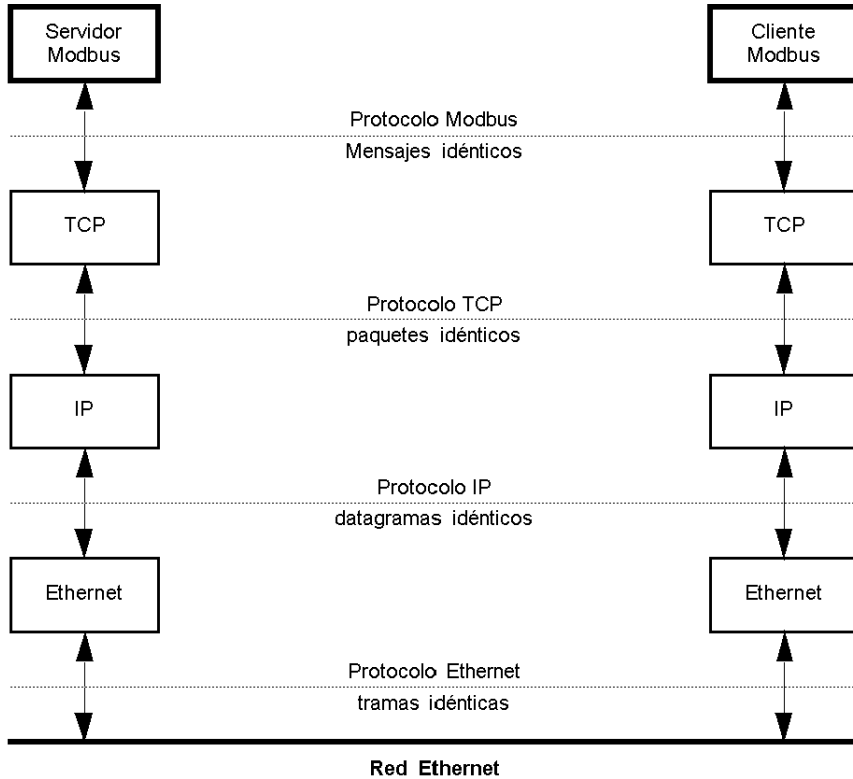 Servidor
Modbus
Cliente
Modbus
Protocolo Modbus
Mensajes idénticos
TCP
TCP
Protocolo TCP
paquetes idénticos
IP
IP
Protocolo IP
datagramas idénticos
Ethernet
Ethernet
Protocolo Ethernet
tramas idénticas
Red Ethernet